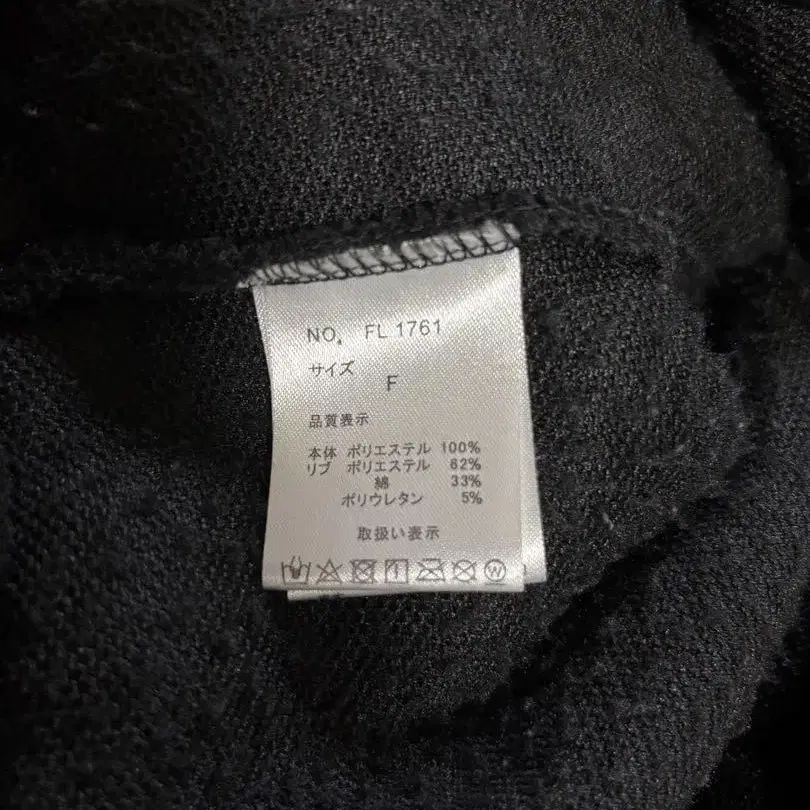 NO. FL 1761
サイズ
F
品質表示
本体 ポリエステル 100%
リブ ポリエステル 62%
綿 33%
ポリウレタン 5%
取扱い表示